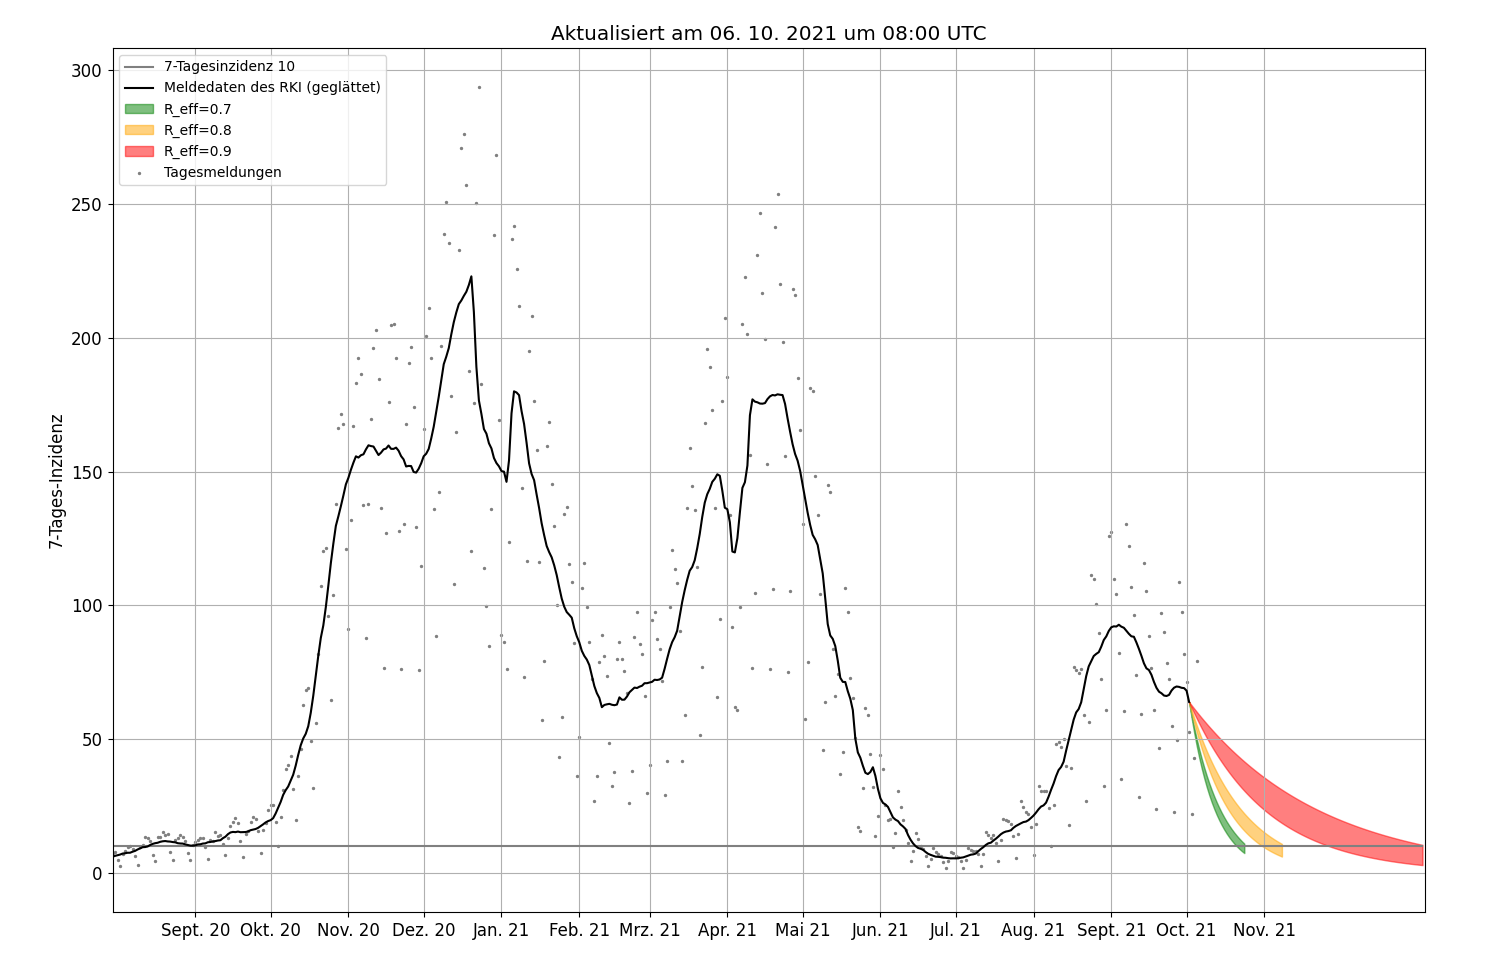 Aktualisiert am 06. 10. 2021 um 08:00 UTC
7-Tagesinzidenz 10
Meldedaten des RKI (geglättet)
R_eff=0.7
R_eff=0.8
R_eff=0.9
Tagesmeldungen
7-Tages-Inzidenz
300
250
200
150
100
50
0
Sept. 20 Okt. 20 Nov. 20 Dez. 20 Jan. 21 Feb. 21 Mrz. 21 Apr. 21 Mai 21 Jun. 21 Jul. 21 Aug. 21 Sept. 21 Oct. 21 Nov. 21